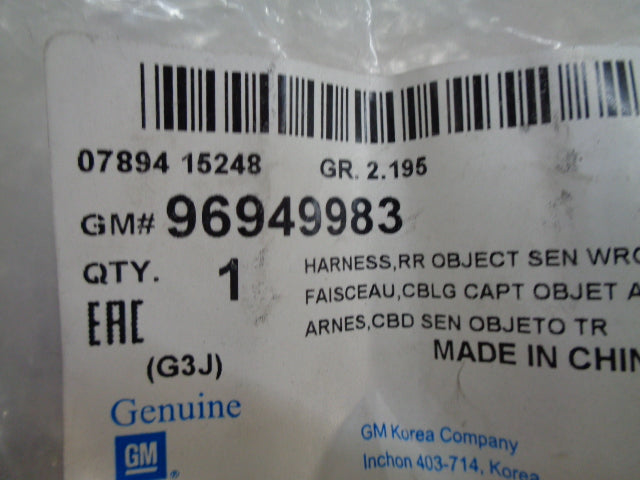 07894 15248 GR. 2.195
GM# 96949983
QTY. 1
HARNESS,RR OBJECT SEN WRG
FAISCEAU,CBLG CAPT OBJET A
ARNES,CBD SEN OBJETO TR
EAC
MADE IN CHIN
(G3J)
Genuine
GM
®
GM Korea Company
Inchon 403-714, Korea